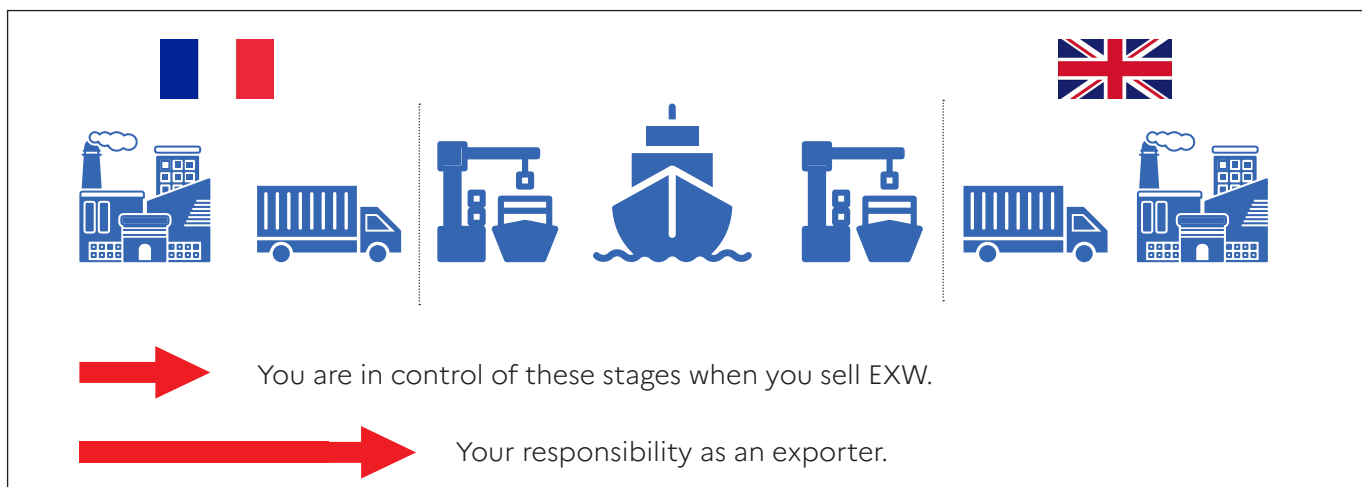 You are in control of these stages when you sell EXW.
Your responsibility as an exporter.